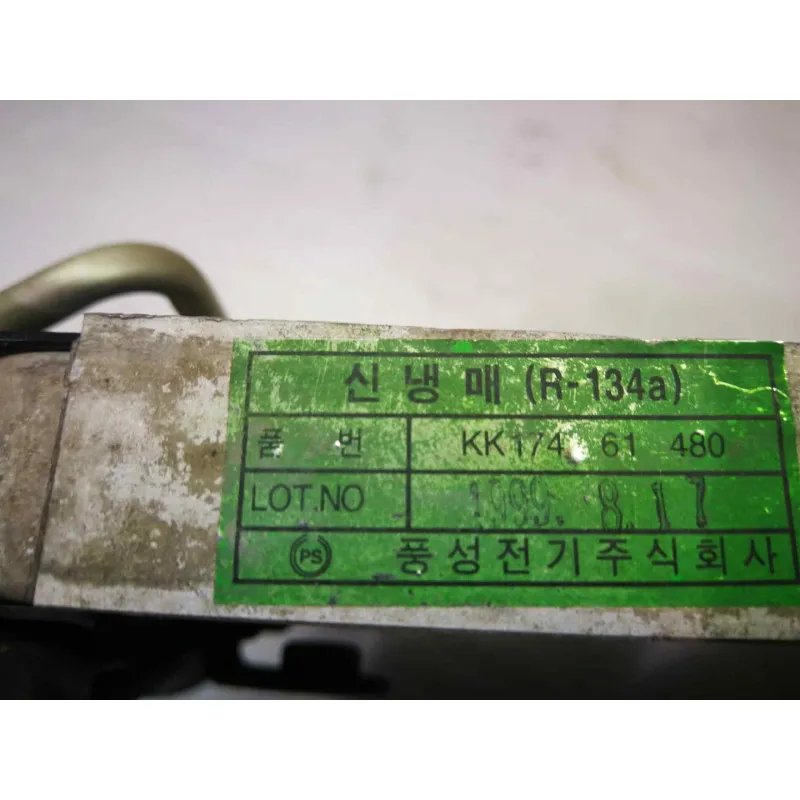 신냉매 (R-134a)
품 번 KK174 61 480
LOT.NO 1999. 8. 17
PS 풍성전기주식회사